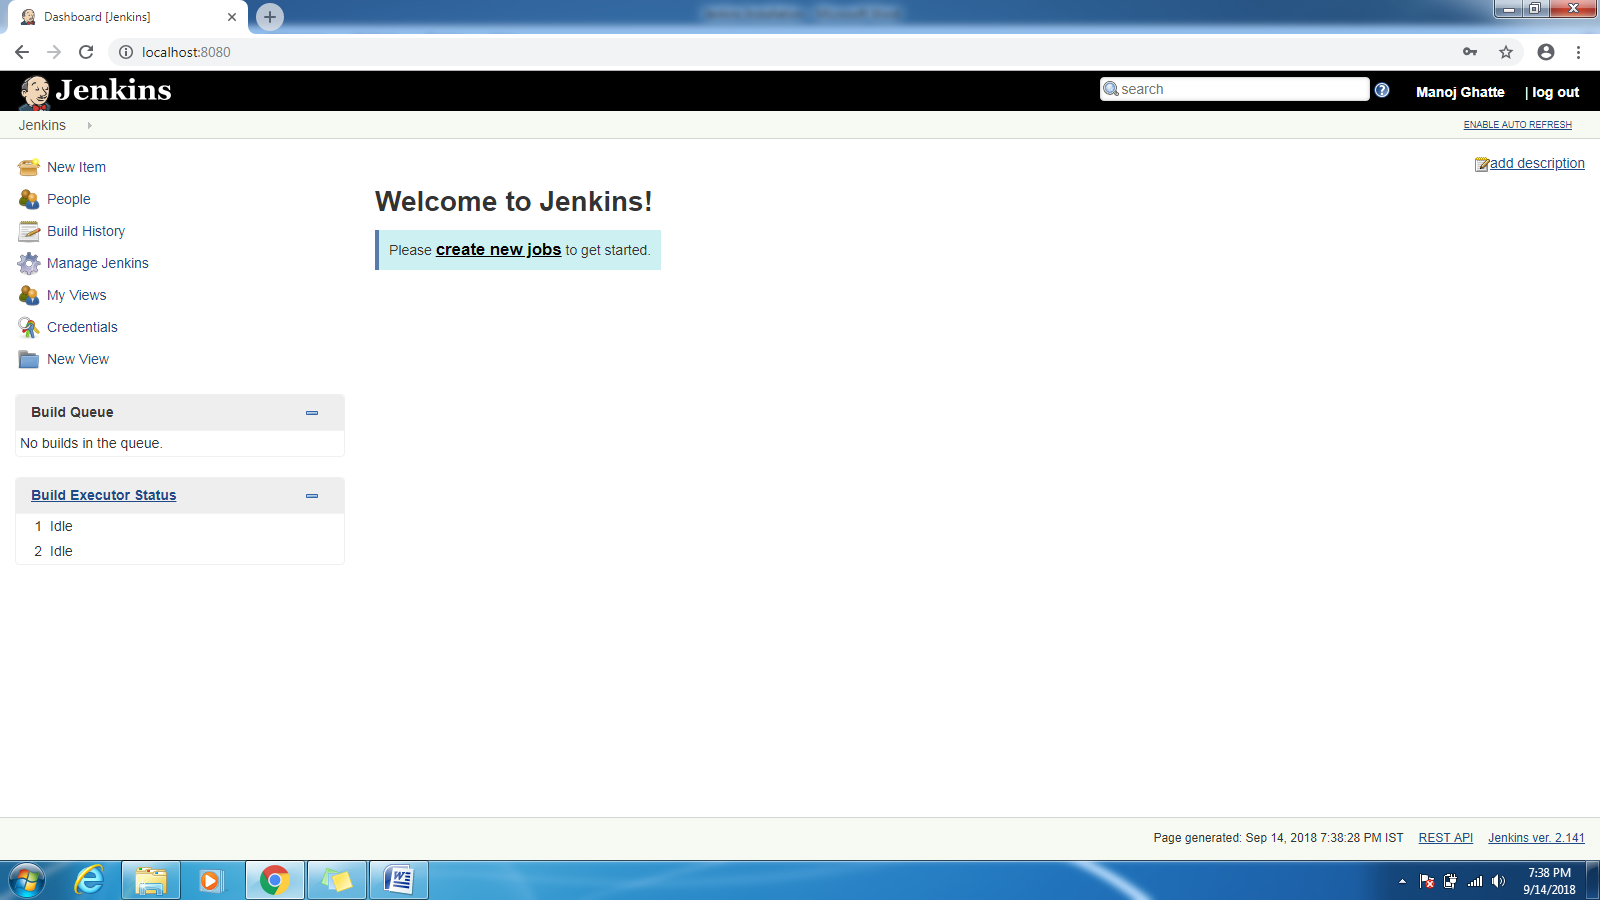 Dashboard [Jenkins]
localhost:8080
Jenkins
search
Manoj Ghatte
| log out
Jenkins
ENABLE AUTO REFRESH
New Item
People
Build History
Manage Jenkins
My Views
Credentials
New View
add description
Welcome to Jenkins!
Please create new jobs to get started.
Build Queue
No builds in the queue.
Build Executor Status
1 Idle
2 Idle
Page generated: Sep 14, 2018 7:38:28 PM IST
REST API
Jenkins ver. 2.141
7:38 PM
9/14/2018